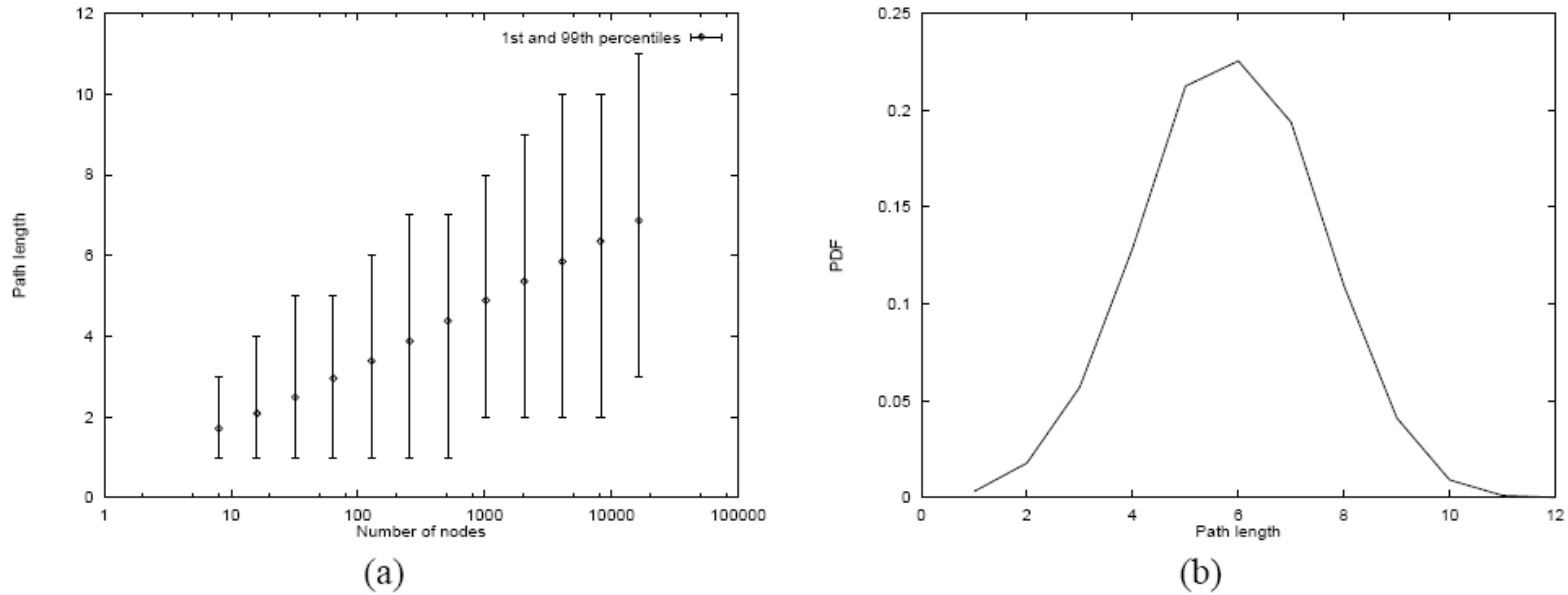 12
10
8
6
4
2
0
Path length
1st and 99th percentiles
1 10 100 1000 10000 100000
Number of nodes
(a)
0.25
0.2
0.15
0.1
0.05
0
PDF
0 2 4 6 8 10 12
Path length
(b)